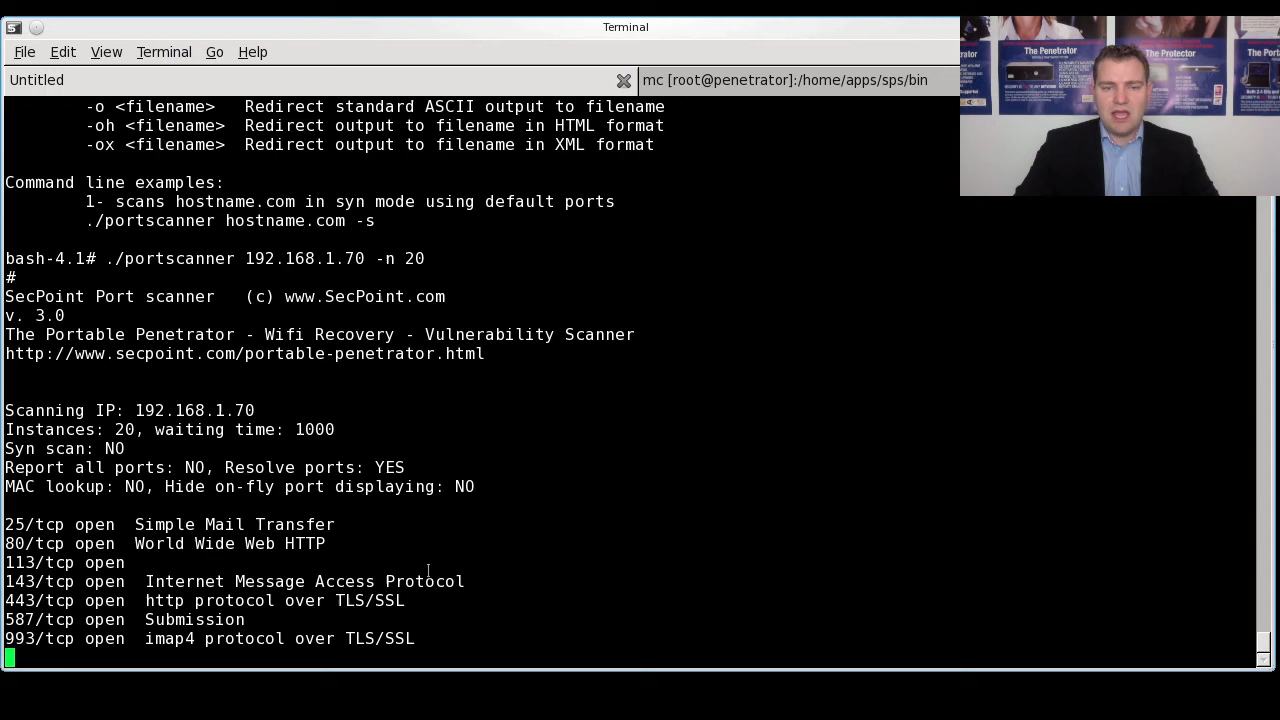 Terminal
File Edit View Terminal Go Help
Untitled
mc [root@penetrator]:/home/apps/sps/bin
-o <filename> Redirect standard ASCII output to filename
-oh <filename> Redirect output to filename in HTML format
-ox <filename> Redirect output to filename in XML format
Command line examples:
1- scans hostname.com in syn mode using default ports
./portscanner hostname.com -s
bash-4.1# ./portscanner 192.168.1.70 -n 20
#
SecPoint Port scanner (c) www.SecPoint.com
v. 3.0
The Portable Penetrator - Wifi Recovery - Vulnerability Scanner
http://www.secpoint.com/portable-penetrator.html
Scanning IP: 192.168.1.70
Instances: 20, waiting time: 1000
Syn scan: NO
Report all ports: NO, Resolve ports: YES
MAC lookup: NO, Hide on-fly port displaying: NO
25/tcp open Simple Mail Transfer
80/tcp open World Wide Web HTTP
113/tcp open
143/tcp open Internet Message Access Protocol
443/tcp open http protocol over TLS/SSL
587/tcp open Submission
993/tcp open imap4 protocol over TLS/SSL
The Penetrator
The Protector
The Port